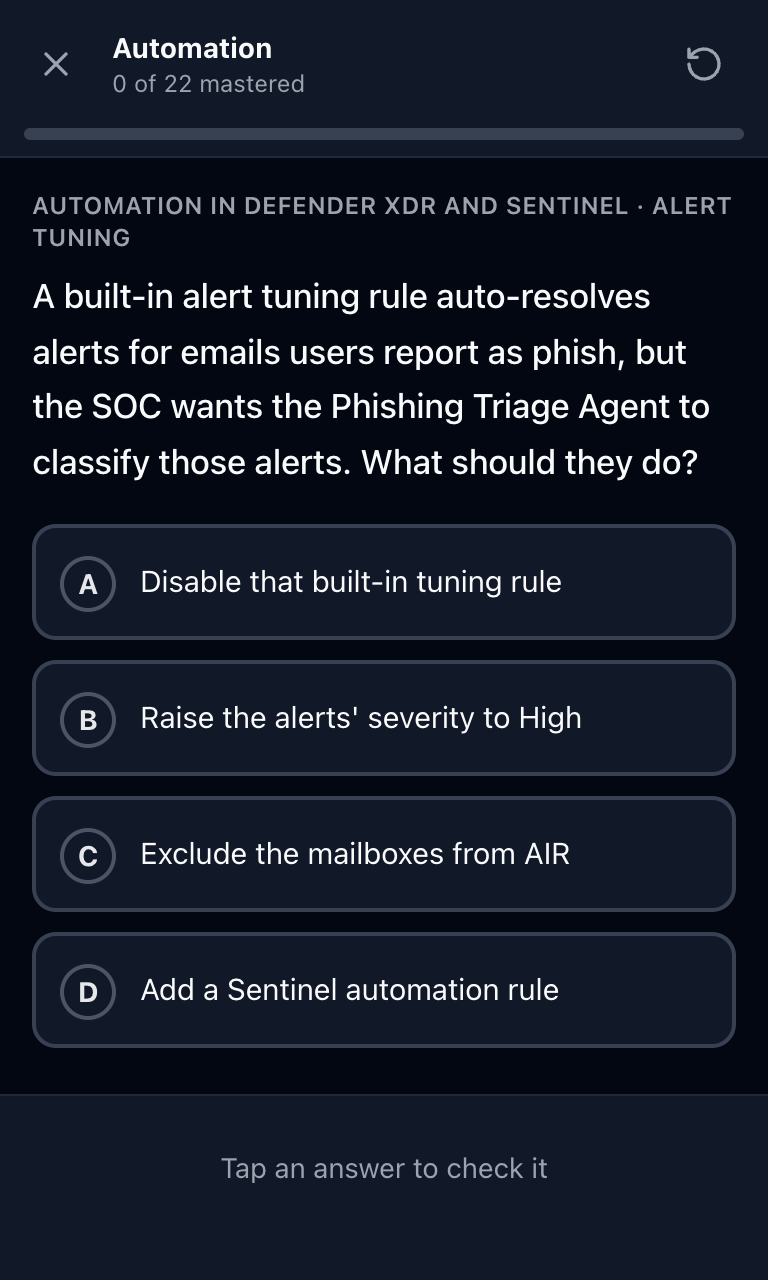 Automation
0 of 22 mastered
AUTOMATION IN DEFENDER XDR AND SENTINEL · ALERT
TUNING
A built-in alert tuning rule auto-resolves
alerts for emails users report as phish, but
the SOC wants the Phishing Triage Agent to
classify those alerts. What should they do?
A Disable that built-in tuning rule
B Raise the alerts' severity to High
C Exclude the mailboxes from AIR
D Add a Sentinel automation rule
Tap an answer to check it